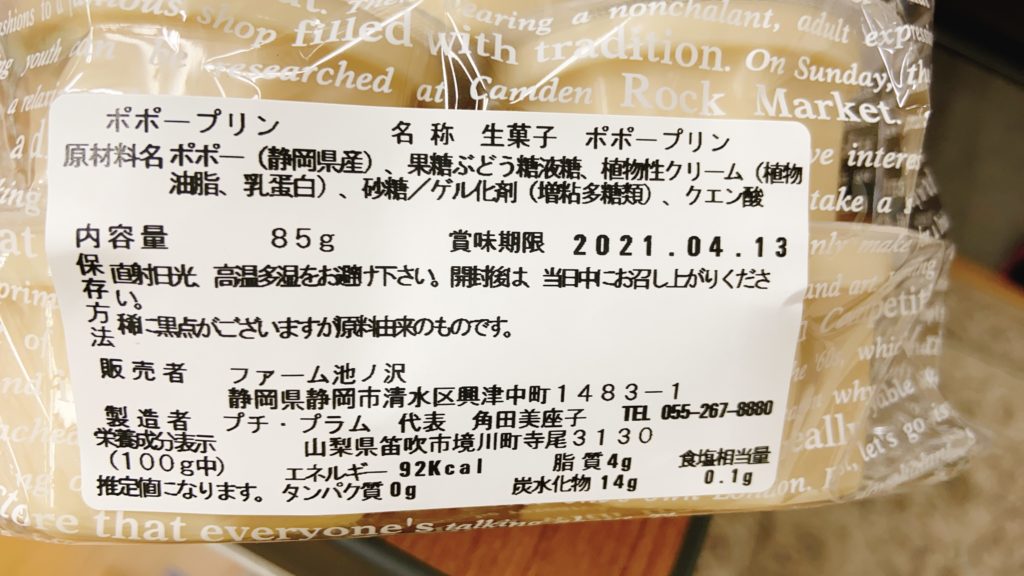 filled with tradition. On Sunday,
bearing a nonchalant, adult
shop
researched at Camden Rock Market.
ポポープリン 名称 生菓子 ポポープリン
原材料名 ポポー（静岡県産）、果糖ぶどう糖液糖、植物性クリーム（植物
油脂、乳蛋白）、砂糖／ゲル化剤（増粘多糖類）、クエン酸
take a
内容量 85g 賞味期限 2021.04.13
保存方法 直射日光、高温多湿をお避け下さい。開封後は、当日中にお召し上がりくださ
い。
稀に黒点がございますが原料由来のものです。
販売者 ファーム池ノ沢
静岡県静岡市清水区興津中町1483－1
製造者 プチ・プラム 代表 角田美座子 TEL 055-267-8880
栄養成分表示 山梨県笛吹市境川町寺尾3130
（100g中） エネルギー 92Kcal 脂質4g 食塩相当量
推定値になります。 タンパク質0g 炭水化物14g 0.1g
let's go
that everyone's talking